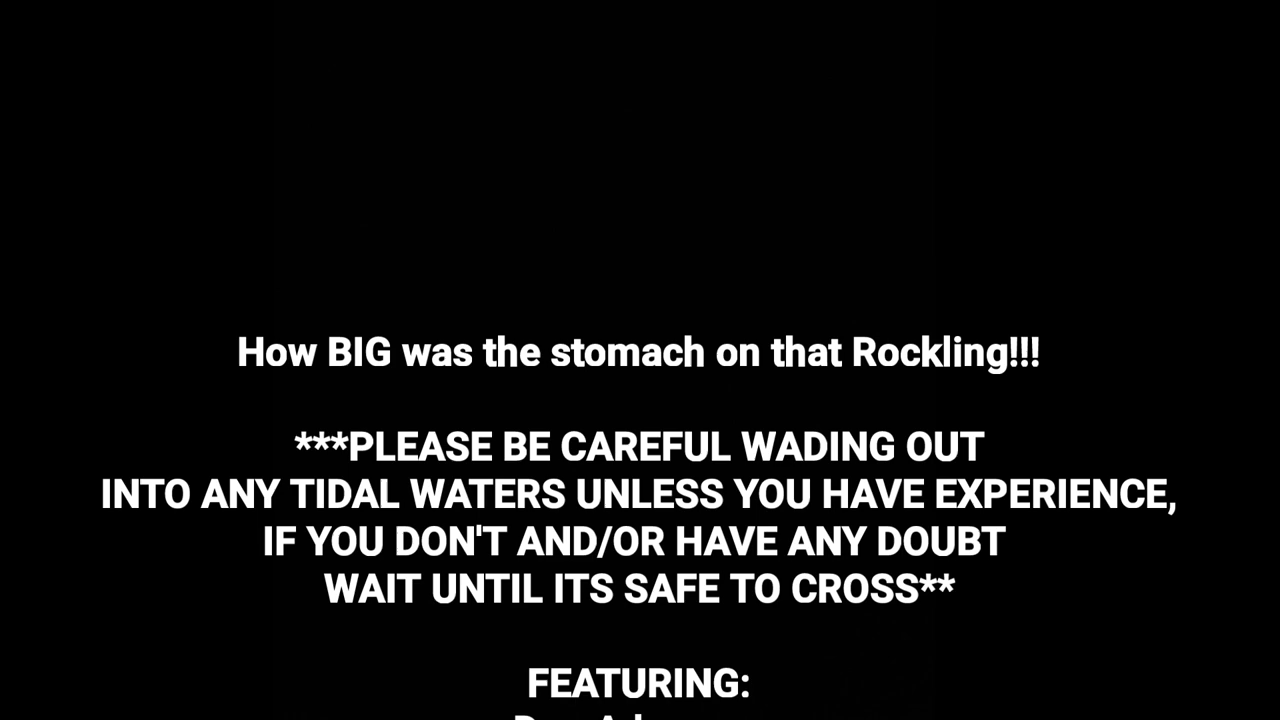 How BIG was the stomach on that Rockling!!!
***PLEASE BE CAREFUL WADING OUT
INTO ANY TIDAL WATERS UNLESS YOU HAVE EXPERIENCE,
IF YOU DON'T AND/OR HAVE ANY DOUBT
WAIT UNTIL ITS SAFE TO CROSS**
FEATURING: